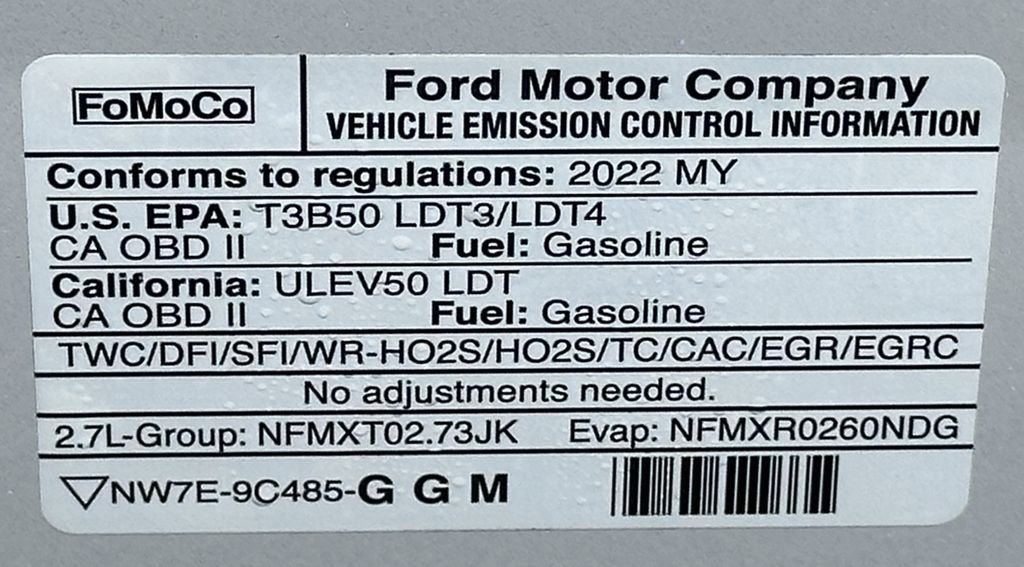 FoMoCo
Ford Motor Company
VEHICLE EMISSION CONTROL INFORMATION
Conforms to regulations: 2022 MY
U.S. EPA: T3B50 LDT3/LDT4
CA OBD II Fuel: Gasoline
California: ULEV50 LDT
CA OBD II Fuel: Gasoline
TWC/DFI/SFI/WR-HO2S/HO2S/TC/CAC/EGR/EGRC
No adjustments needed.
2.7L-Group: NFMXT02.73JK Evap: NFMXR0260NDG
NW7E-9C485-G G M